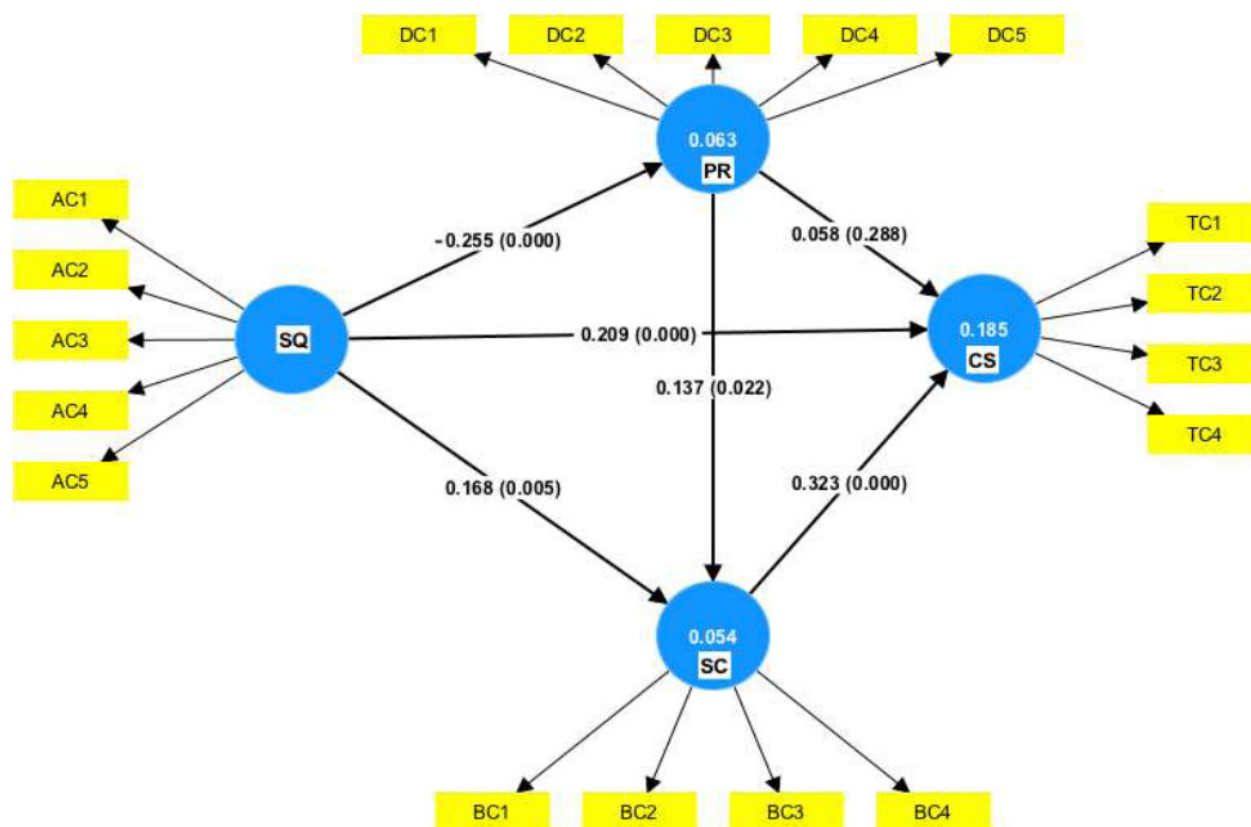 DC1
DC2
DC3
DC4
DC5
0.063
PR
AC1
AC2
AC3
AC4
AC5
SQ
-0.255 (0.000)
0.058 (0.288)
0.209 (0.000)
0.137 (0.022)
0.168 (0.005)
0.323 (0.000)
0.185
CS
TC1
TC2
TC3
TC4
0.054
SC
BC1
BC2
BC3
BC4